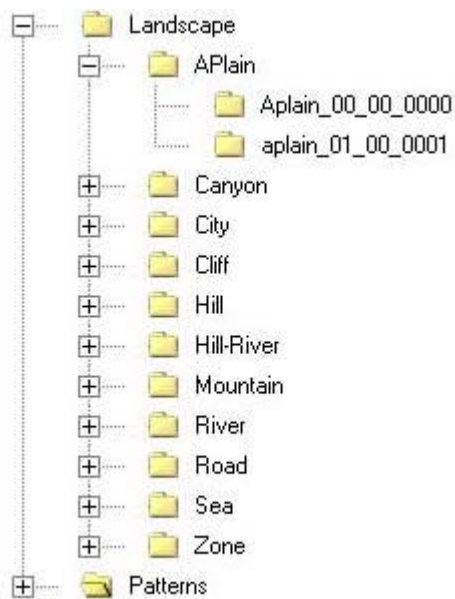 Landscape
APlain
Aplain_00_00_0000
aplain_01_00_0001
Canyon
City
Cliff
Hill
Hill-River
Mountain
River
Road
Sea
Zone
Patterns